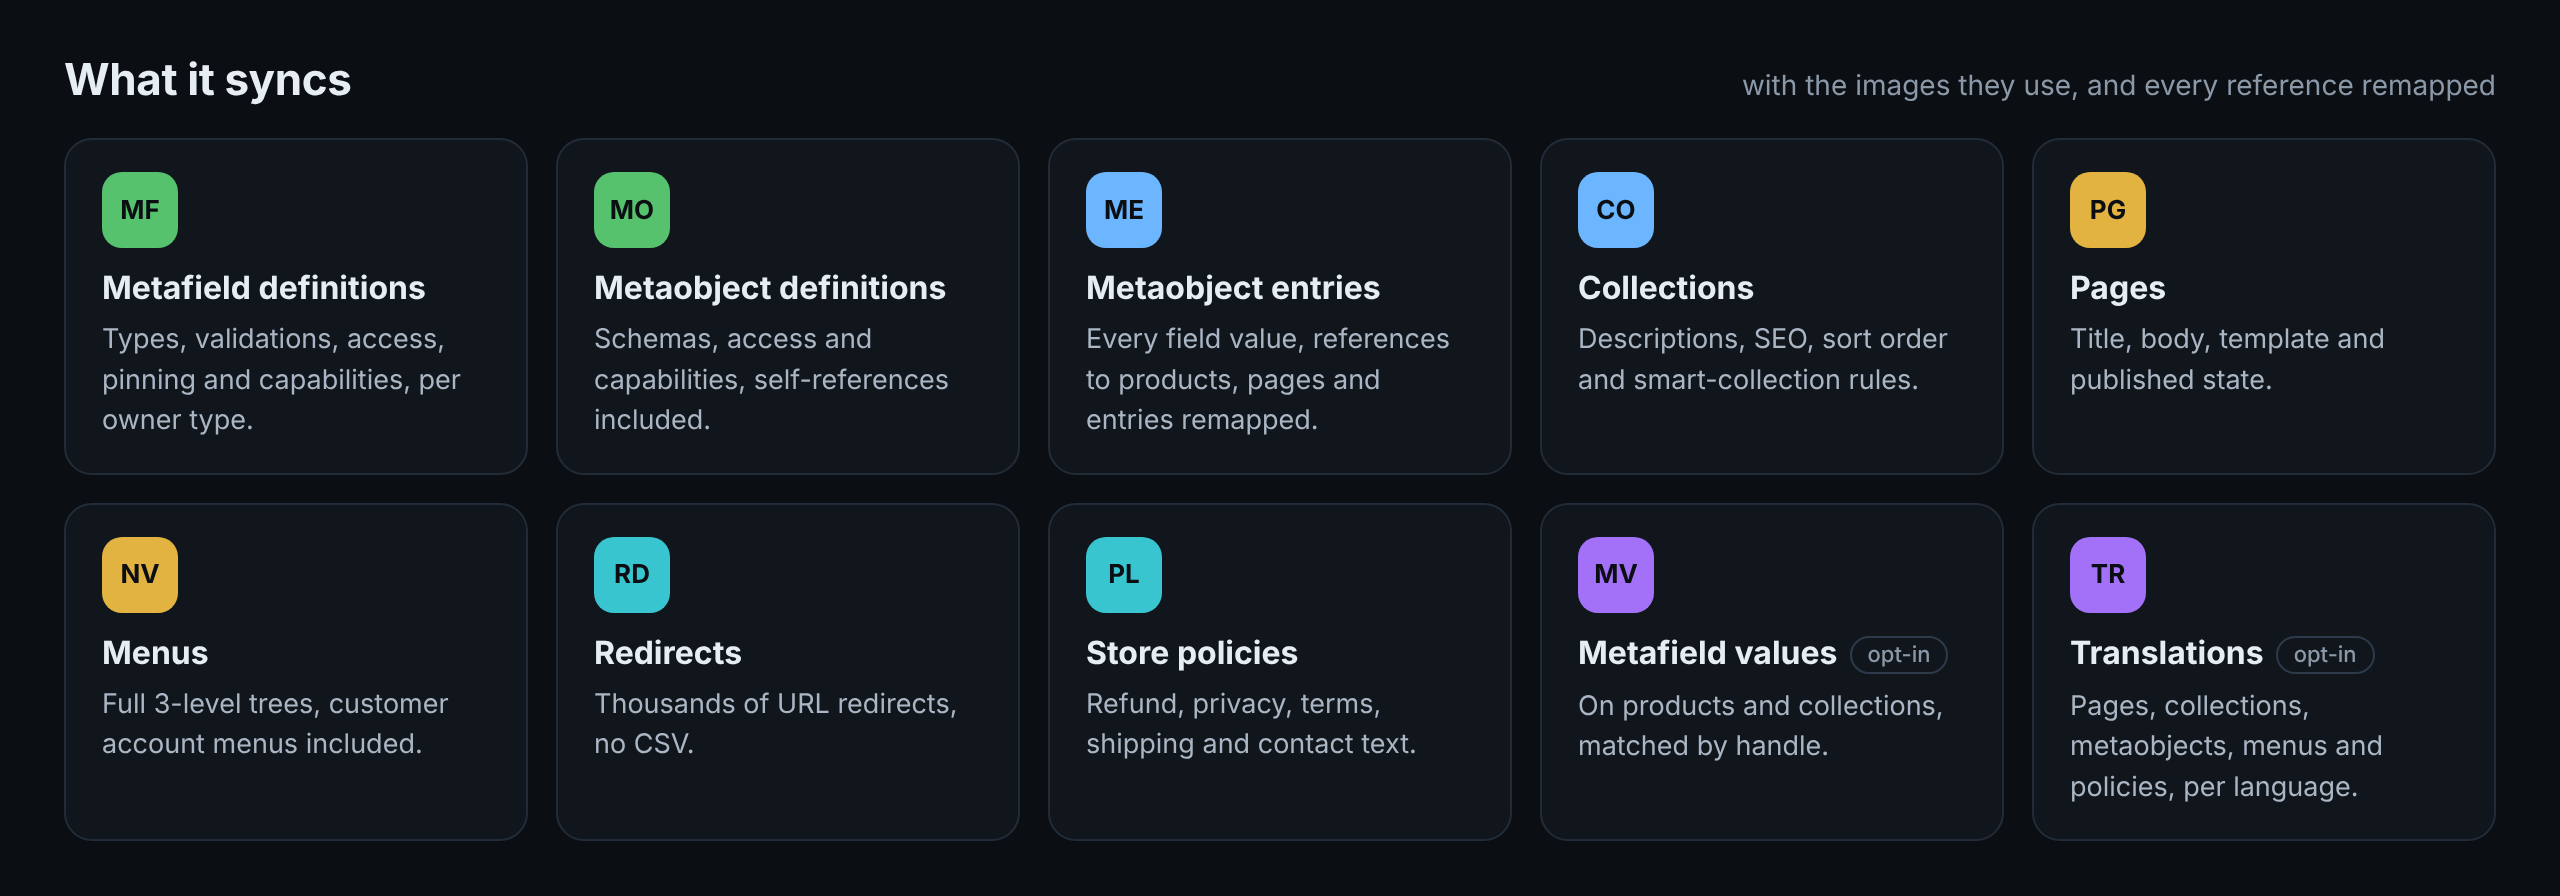 What it syncs
with the images they use, and every reference remapped
MF
Metafield definitions
Types, validations, access,
pinning and capabilities, per
owner type.
MO
Metaobject definitions
Schemas, access and
capabilities, self-references
included.
ME
Metaobject entries
Every field value, references
to products, pages and
entries remapped.
CO
Collections
Descriptions, SEO, sort order
and smart-collection rules.
PG
Pages
Title, body, template and
published state.
NV
Menus
Full 3-level trees, customer
account menus included.
RD
Redirects
Thousands of URL redirects,
no CSV.
PL
Store policies
Refund, privacy, terms,
shipping and contact text.
MV
Metafield values opt-in
On products and collections,
matched by handle.
TR
Translations opt-in
Pages, collections,
metaobjects, menus and
policies, per language.